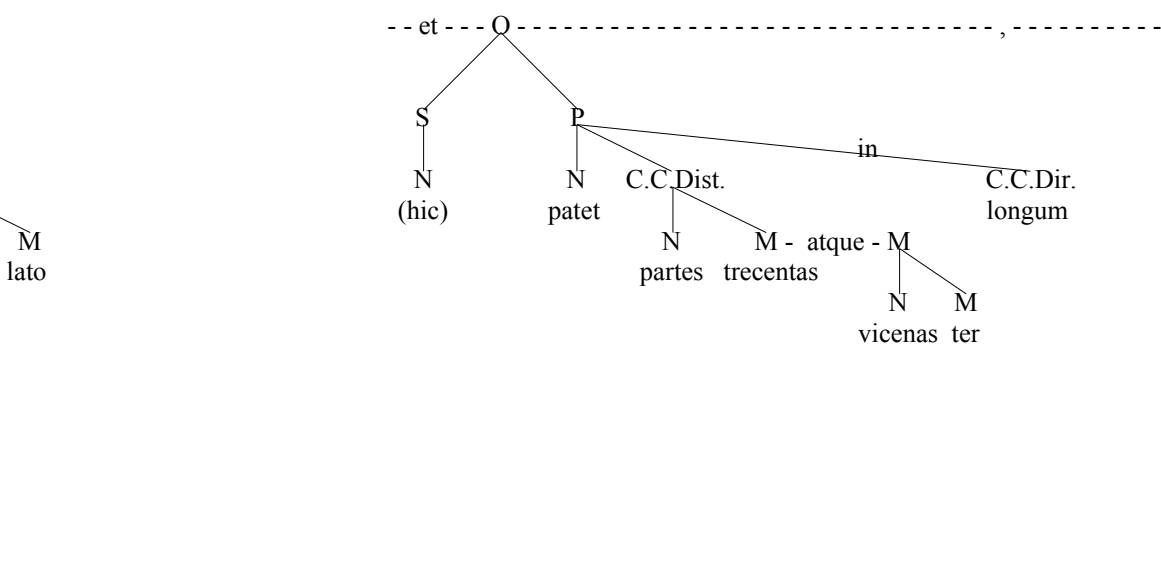 - - et - - - O - - - - - - - - - - - - - - - - - - - - - - - - - - - - - - - - , - - - - - - - - - -
S P
in
N N C.C.Dist. C.C.Dir.
(hic) patet longum
M N M - atque - M
lato partes trecentas
N M
vicenas ter